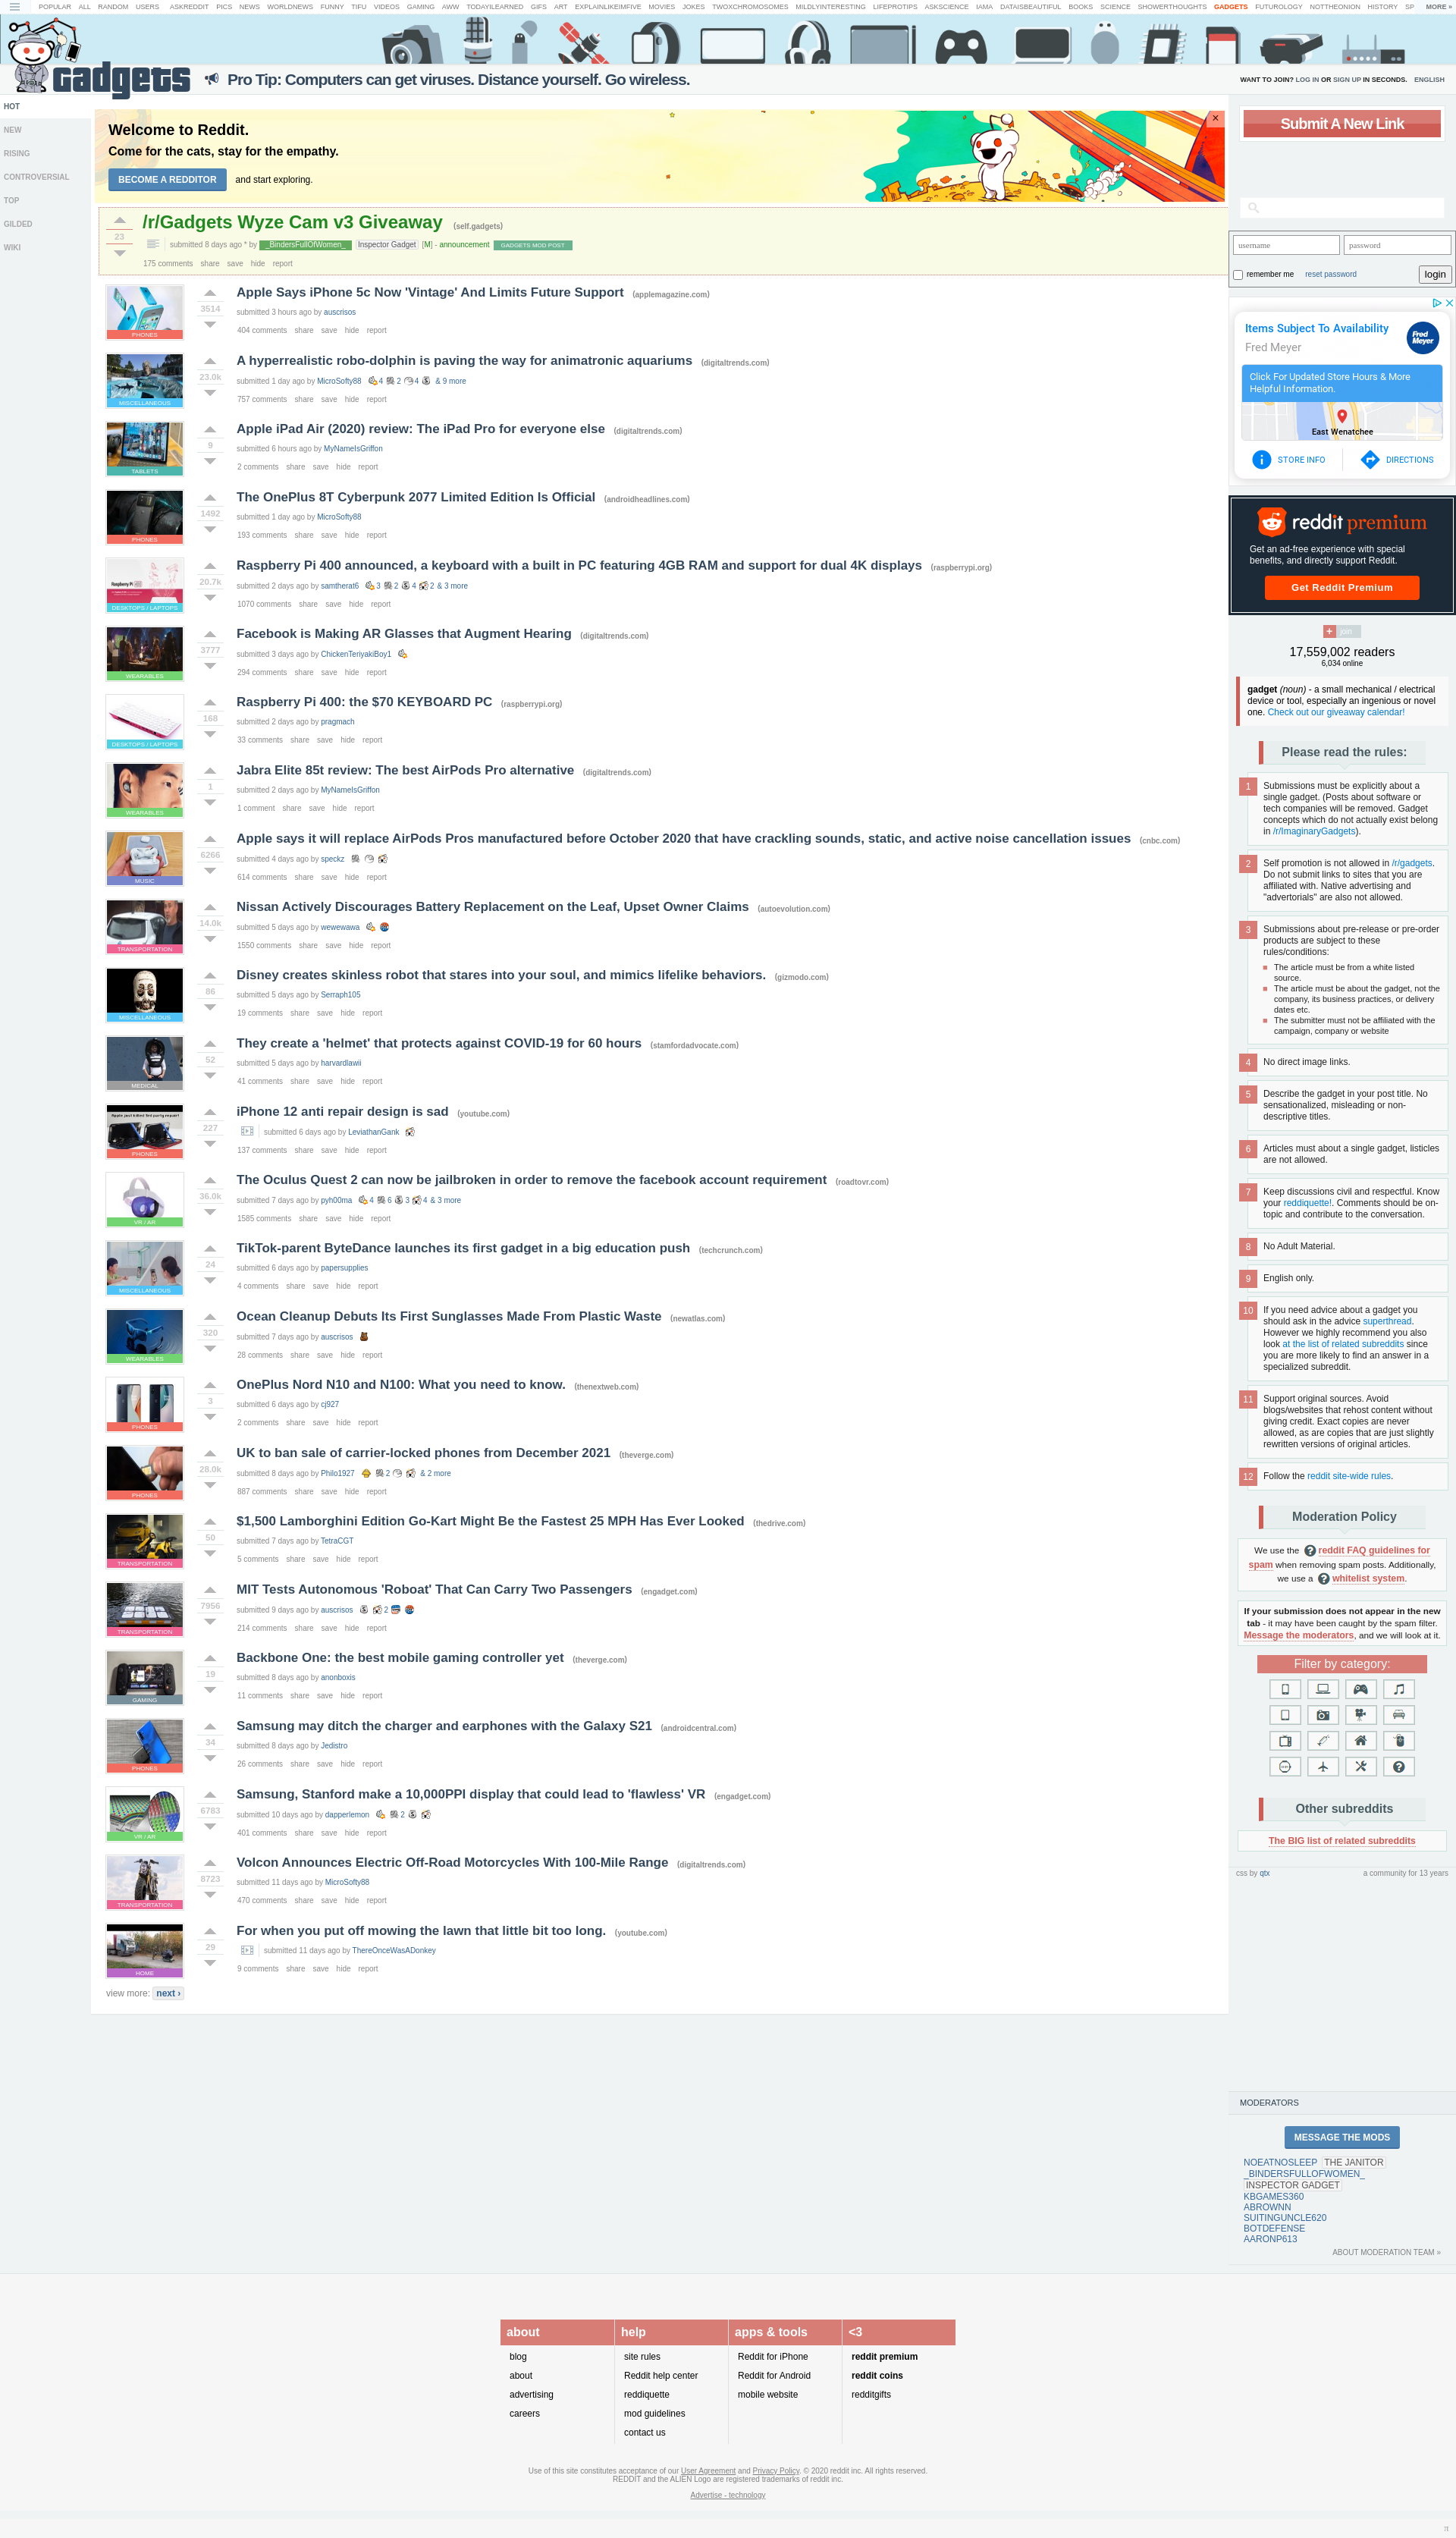 POPULAR ALL RANDOM USERS ASKREDDIT PICS NEWS WORLDNEWS FUNNY TIFU VIDEOS GAMING AWW TODAYILEARNED GIFS ART EXPLAINLIKEIMFIVE MOVIES JOKES TWOXCHROMOSOMES MILDLYINTERESTING LIFEPROTIPS ASKSCIENCE IAMA DATAISBEAUTIFUL BOOKS SCIENCE SHOWERTHOUGHTS GADGETS FUTUROLOGY NOTTHEONION HISTORY SP MORE »
Gadgets
Pro Tip: Computers can get viruses. Distance yourself. Go wireless.
WANT TO JOIN? LOG IN OR SIGN UP IN SECONDS. ENGLISH
HOT
NEW
RISING
CONTROVERSIAL
TOP
GILDED
WIKI
Welcome to Reddit.
Come for the cats, stay for the empathy.
BECOME A REDDITOR and start exploring.
×
/r/Gadgets Wyze Cam v3 Giveaway (self.gadgets)
23
submitted 8 days ago * by _BindersFullOfWomen_ Inspector Gadget [M] - announcement GADGETS MOD POST
175 comments share save hide report
Apple Says iPhone 5c Now 'Vintage' And Limits Future Support (applemagazine.com)
3514
submitted 3 hours ago by auscrisos
PHONES
404 comments share save hide report
A hyperrealistic robo-dolphin is paving the way for animatronic aquariums (digitaltrends.com)
23.0k
submitted 1 day ago by MicroSofty88 4 2 4 & 9 more
MISCELLANEOUS
757 comments share save hide report
Apple iPad Air (2020) review: The iPad Pro for everyone else (digitaltrends.com)
9
submitted 6 hours ago by MyNameIsGriffon
TABLETS
2 comments share save hide report
The OnePlus 8T Cyberpunk 2077 Limited Edition Is Official (androidheadlines.com)
1492
submitted 1 day ago by MicroSofty88
PHONES
193 comments share save hide report
Raspberry Pi 400 announced, a keyboard with a built in PC featuring 4GB RAM and support for dual 4K displays (raspberrypi.org)
20.7k
submitted 2 days ago by samtherat6 3 2 4 2 & 3 more
DESKTOPS / LAPTOPS
1070 comments share save hide report
Facebook is Making AR Glasses that Augment Hearing (digitaltrends.com)
3777
submitted 3 days ago by ChickenTeriyakiBoy1
WEARABLES
294 comments share save hide report
Raspberry Pi 400: the $70 KEYBOARD PC (raspberrypi.org)
168
submitted 2 days ago by pragmach
DESKTOPS / LAPTOPS
33 comments share save hide report
Jabra Elite 85t review: The best AirPods Pro alternative (digitaltrends.com)
1
submitted 2 days ago by MyNameIsGriffon
WEARABLES
1 comment share save hide report
Apple says it will replace AirPods Pros manufactured before October 2020 that have crackling sounds, static, and active noise cancellation issues (cnbc.com)
6266
submitted 4 days ago by speckz
MUSIC
614 comments share save hide report
Nissan Actively Discourages Battery Replacement on the Leaf, Upset Owner Claims (autoevolution.com)
14.0k
submitted 5 days ago by wewewawa
TRANSPORTATION
1550 comments share save hide report
Disney creates skinless robot that stares into your soul, and mimics lifelike behaviors. (gizmodo.com)
86
submitted 5 days ago by Serraph105
MISCELLANEOUS
19 comments share save hide report
They create a 'helmet' that protects against COVID-19 for 60 hours (stamfordadvocate.com)
52
submitted 5 days ago by harvardlawii
MEDICAL
41 comments share save hide report
iPhone 12 anti repair design is sad (youtube.com)
227
submitted 6 days ago by LeviathanGank
PHONES
137 comments share save hide report
The Oculus Quest 2 can now be jailbroken in order to remove the facebook account requirement (roadtovr.com)
36.0k
submitted 7 days ago by pyh00ma 4 6 3 4 & 3 more
VR / AR
1585 comments share save hide report
TikTok-parent ByteDance launches its first gadget in a big education push (techcrunch.com)
24
submitted 6 days ago by papersupplies
MISCELLANEOUS
4 comments share save hide report
Ocean Cleanup Debuts Its First Sunglasses Made From Plastic Waste (newatlas.com)
320
submitted 7 days ago by auscrisos
WEARABLES
28 comments share save hide report
OnePlus Nord N10 and N100: What you need to know. (thenextweb.com)
3
submitted 6 days ago by cj927
PHONES
2 comments share save hide report
UK to ban sale of carrier-locked phones from December 2021 (theverge.com)
28.0k
submitted 8 days ago by Philo1927 2 & 2 more
PHONES
887 comments share save hide report
$1,500 Lamborghini Edition Go-Kart Might Be the Fastest 25 MPH Has Ever Looked (thedrive.com)
50
submitted 7 days ago by TetraCGT
TRANSPORTATION
5 comments share save hide report
MIT Tests Autonomous 'Roboat' That Can Carry Two Passengers (engadget.com)
7956
submitted 9 days ago by auscrisos 2
TRANSPORTATION
214 comments share save hide report
Backbone One: the best mobile gaming controller yet (theverge.com)
19
submitted 8 days ago by anonboxis
GAMING
11 comments share save hide report
Samsung may ditch the charger and earphones with the Galaxy S21 (androidcentral.com)
34
submitted 8 days ago by Jedistro
PHONES
26 comments share save hide report
Samsung, Stanford make a 10,000PPI display that could lead to 'flawless' VR (engadget.com)
6783
submitted 10 days ago by dapperlemon 2
VR / AR
401 comments share save hide report
Volcon Announces Electric Off-Road Motorcycles With 100-Mile Range (digitaltrends.com)
8723
submitted 11 days ago by MicroSofty88
TRANSPORTATION
470 comments share save hide report
For when you put off mowing the lawn that little bit too long. (youtube.com)
29
submitted 11 days ago by ThereOnceWasADonkey
HOME
9 comments share save hide report
view more: next ›
Submit A New Link
username password
remember me reset password login
Items Subject To Availability
Fred Meyer
Fred Meyer
Click For Updated Store Hours & More Helpful Information.
East Wenatchee
STORE INFO DIRECTIONS
reddit premium
Get an ad-free experience with special
benefits, and directly support Reddit.
Get Reddit Premium
+ join
17,559,002 readers
6,034 online
gadget (noun) - a small mechanical / electrical
device or tool, especially an ingenious or novel
one. Check out our giveaway calendar!
Please read the rules:
1 Submissions must be explicitly about a
single gadget. (Posts about software or
tech companies will be removed. Gadget
concepts which do not actually exist belong
in /r/ImaginaryGadgets).
2 Self promotion is not allowed in /r/gadgets.
Do not submit links to sites that you are
affiliated with. Native advertising and
"advertorials" are also not allowed.
3 Submissions about pre-release or pre-order
products are subject to these
rules/conditions:
The article must be from a white listed
source.
The article must be about the gadget, not the
company, its business practices, or delivery
dates etc.
The submitter must not be affiliated with the
campaign, company or website
4 No direct image links.
5 Describe the gadget in your post title. No
sensationalized, misleading or non-
descriptive titles.
6 Articles must about a single gadget, listicles
are not allowed.
7 Keep discussions civil and respectful. Know
your reddiquette!. Comments should be on-
topic and contribute to the conversation.
8 No Adult Material.
9 English only.
10 If you need advice about a gadget you
should ask in the advice superthread.
However we highly recommend you also
look at the list of related subreddits since
you are more likely to find an answer in a
specialized subreddit.
11 Support original sources. Avoid
blogs/websites that rehost content without
giving credit. Exact copies are never
allowed, as are copies that are just slightly
rewritten versions of original articles.
12 Follow the reddit site-wide rules.
Moderation Policy
We use the reddit FAQ guidelines for
spam when removing spam posts. Additionally,
we use a whitelist system.
If your submission does not appear in the new
tab - it may have been caught by the spam filter.
Message the moderators, and we will look at it.
Filter by category:
Other subreddits
The BIG list of related subreddits
css by qtx a community for 13 years
MODERATORS
MESSAGE THE MODS
NOEATNOSLEEP THE JANITOR
_BINDERSFULLOFWOMEN_
INSPECTOR GADGET
KBGAMES360
ABROWNN
SUITINGUNCLE620
BOTDEFENSE
AARONP613
ABOUT MODERATION TEAM »
about help apps & tools <3
blog site rules Reddit for iPhone reddit premium
about Reddit help center Reddit for Android reddit coins
advertising reddiquette mobile website redditgifts
careers mod guidelines
contact us
Use of this site constitutes acceptance of our User Agreement and Privacy Policy. © 2020 reddit inc. All rights reserved.
REDDIT and the ALIEN Logo are registered trademarks of reddit inc.
Advertise - technology
π